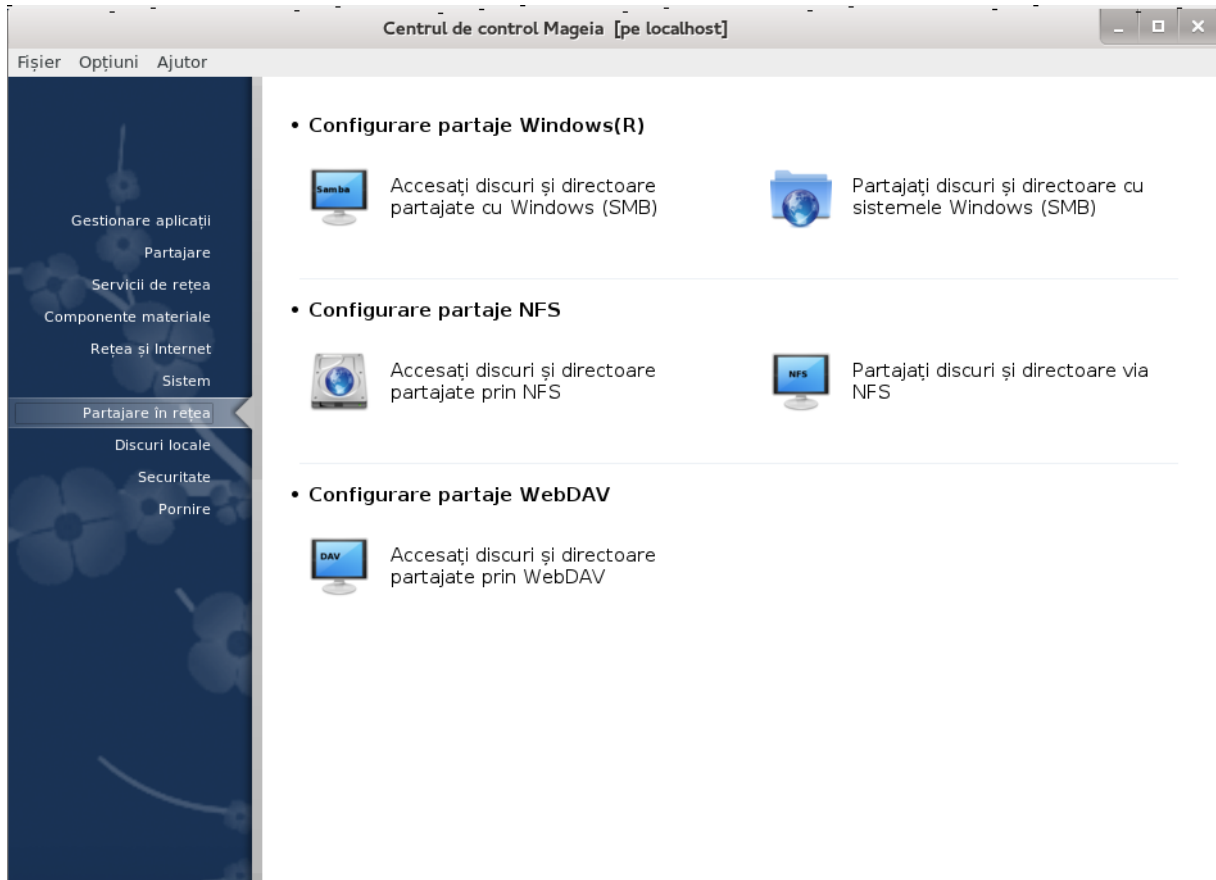 Centrul de control Mageia [pe localhost]
Fișier Opțiuni Ajutor
Gestionare aplicații
Partajare
Servicii de rețea
Componente materiale
Rețea și Internet
Sistem
Partajare în rețea
Discuri locale
Securitate
Pornire
• Configurare partaje Windows(R)
Samba
Accesați discuri și directoare
partajate cu Windows (SMB)
Partajați discuri și directoare cu
sistemele Windows (SMB)
• Configurare partaje NFS
Accesați discuri și directoare
partajate prin NFS
NFS
Partajați discuri și directoare via
NFS
• Configurare partaje WebDAV
DAV
Accesați discuri și directoare
partajate prin WebDAV